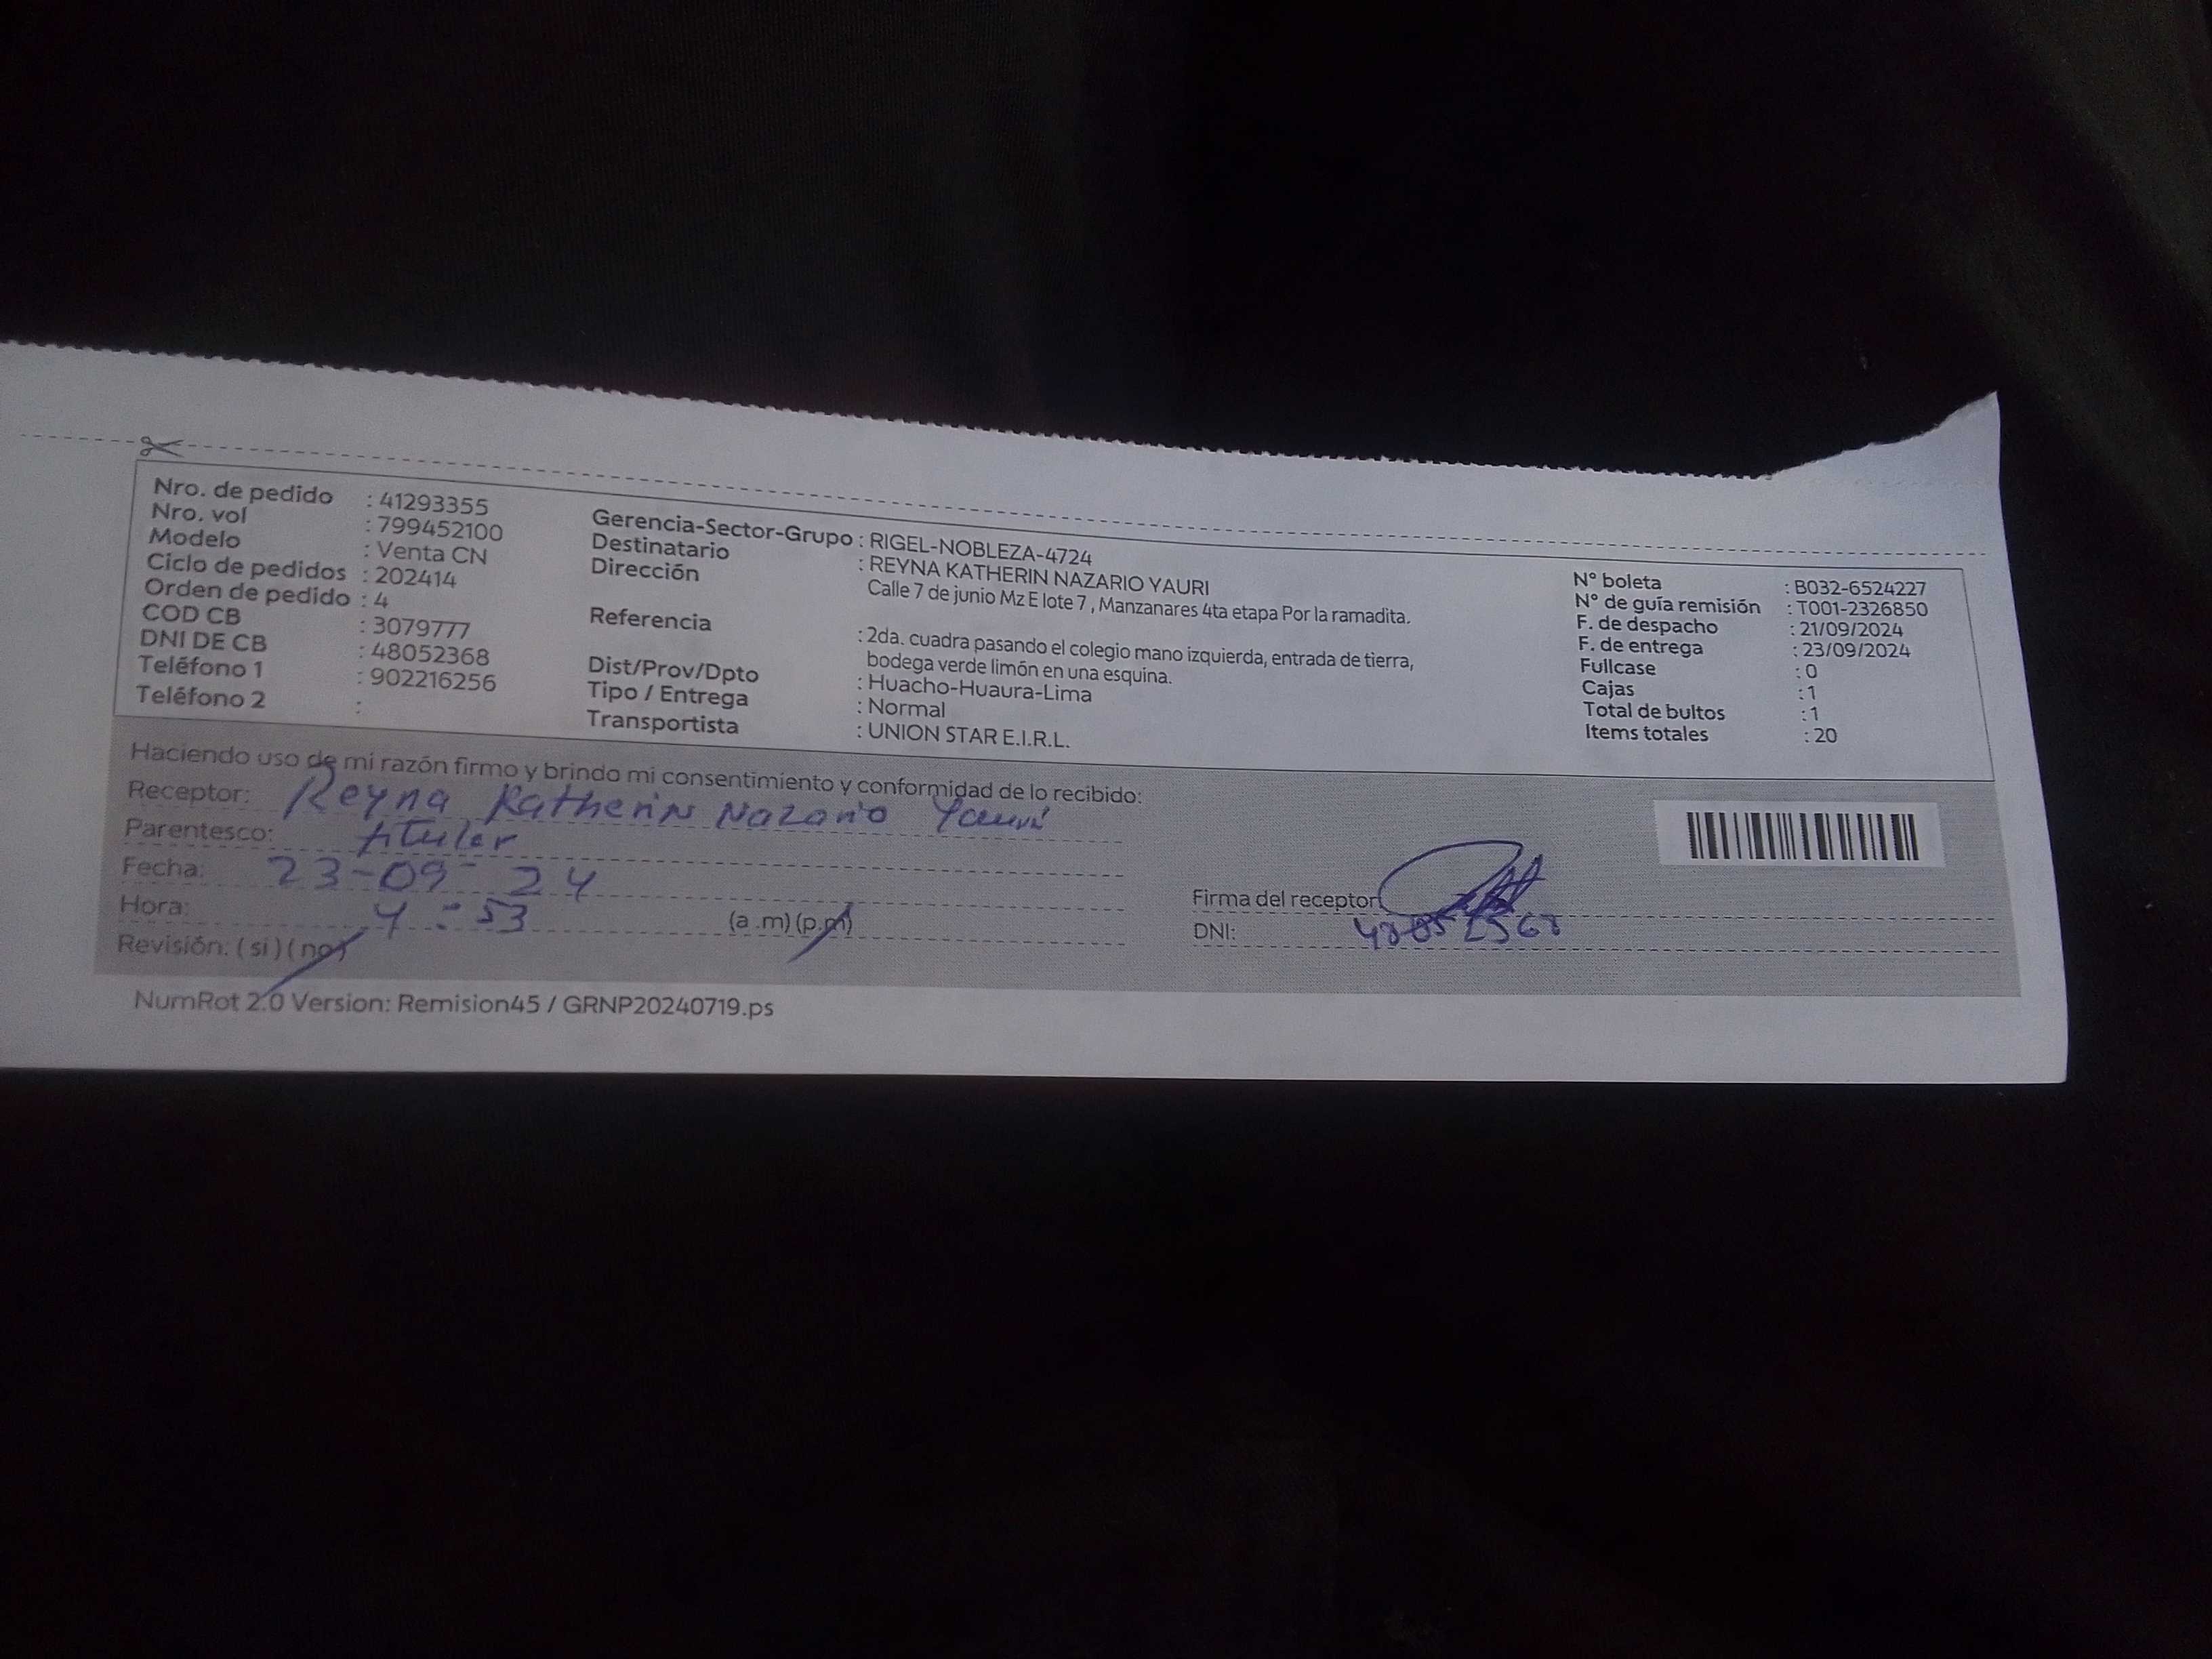 Nro. de pedido : 41293355
Nro. vol : 799452100
Modelo : Venta CN
Ciclo de pedidos : 202414
Orden de pedido : 4
COD CB : 3079777
DNI DE CB : 48052368
Teléfono 1 : 902216256
Teléfono 2 :
Gerencia-Sector-Grupo : RIGEL-NOBLEZA-4724
Destinatario : REYNA KATHERIN NAZARIO YAURI
Dirección Calle 7 de junio Mz E lote 7 , Manzanares 4ta etapa Por la ramadita.
Referencia : 2da. cuadra pasando el colegio mano izquierda, entrada de tierra,
bodega verde limón en una esquina.
Dist/Prov/Dpto : Huacho-Huaura-Lima
Tipo / Entrega : Normal
Transportista : UNION STAR E.I.R.L.
N° boleta : B032-6524227
N° de guía remisión : T001-2326850
F. de despacho : 21/09/2024
F. de entrega : 23/09/2024
Fullcase : 0
Cajas : 1
Total de bultos : 1
Items totales : 20
Haciendo uso de mi razón firmo y brindo mi consentimiento y conformidad de lo recibido:
Receptor: Reyna Katherin Nazario Yauri
Parentesco: titular
Fecha: 23-09-24
Hora: 4:53 (a.m) (p.m)
Revisión: ( si ) ( no )
Firma del receptor
DNI:
NumRot 2.0 Version: Remision45 / GRNP20240719.ps